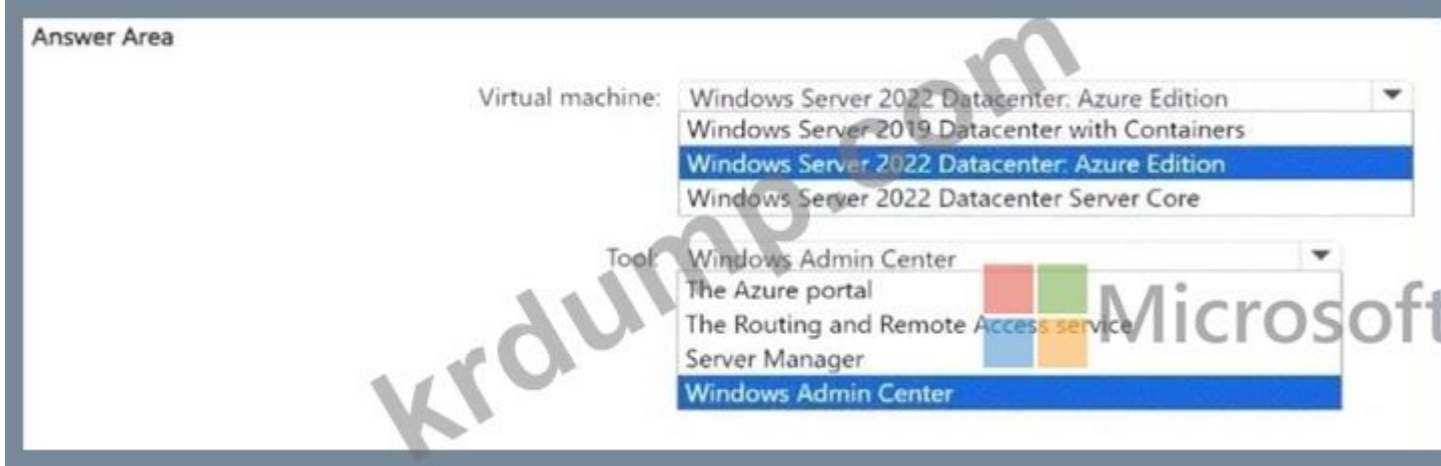 Answer Area
Virtual machine: Windows Server 2022 Datacenter: Azure Edition
Windows Server 2019 Datacenter with Containers
Windows Server 2022 Datacenter: Azure Edition
Windows Server 2022 Datacenter Server Core
Tool: Windows Admin Center
The Azure portal
The Routing and Remote Access service
Server Manager
Windows Admin Center
Microsoft
krdump.com